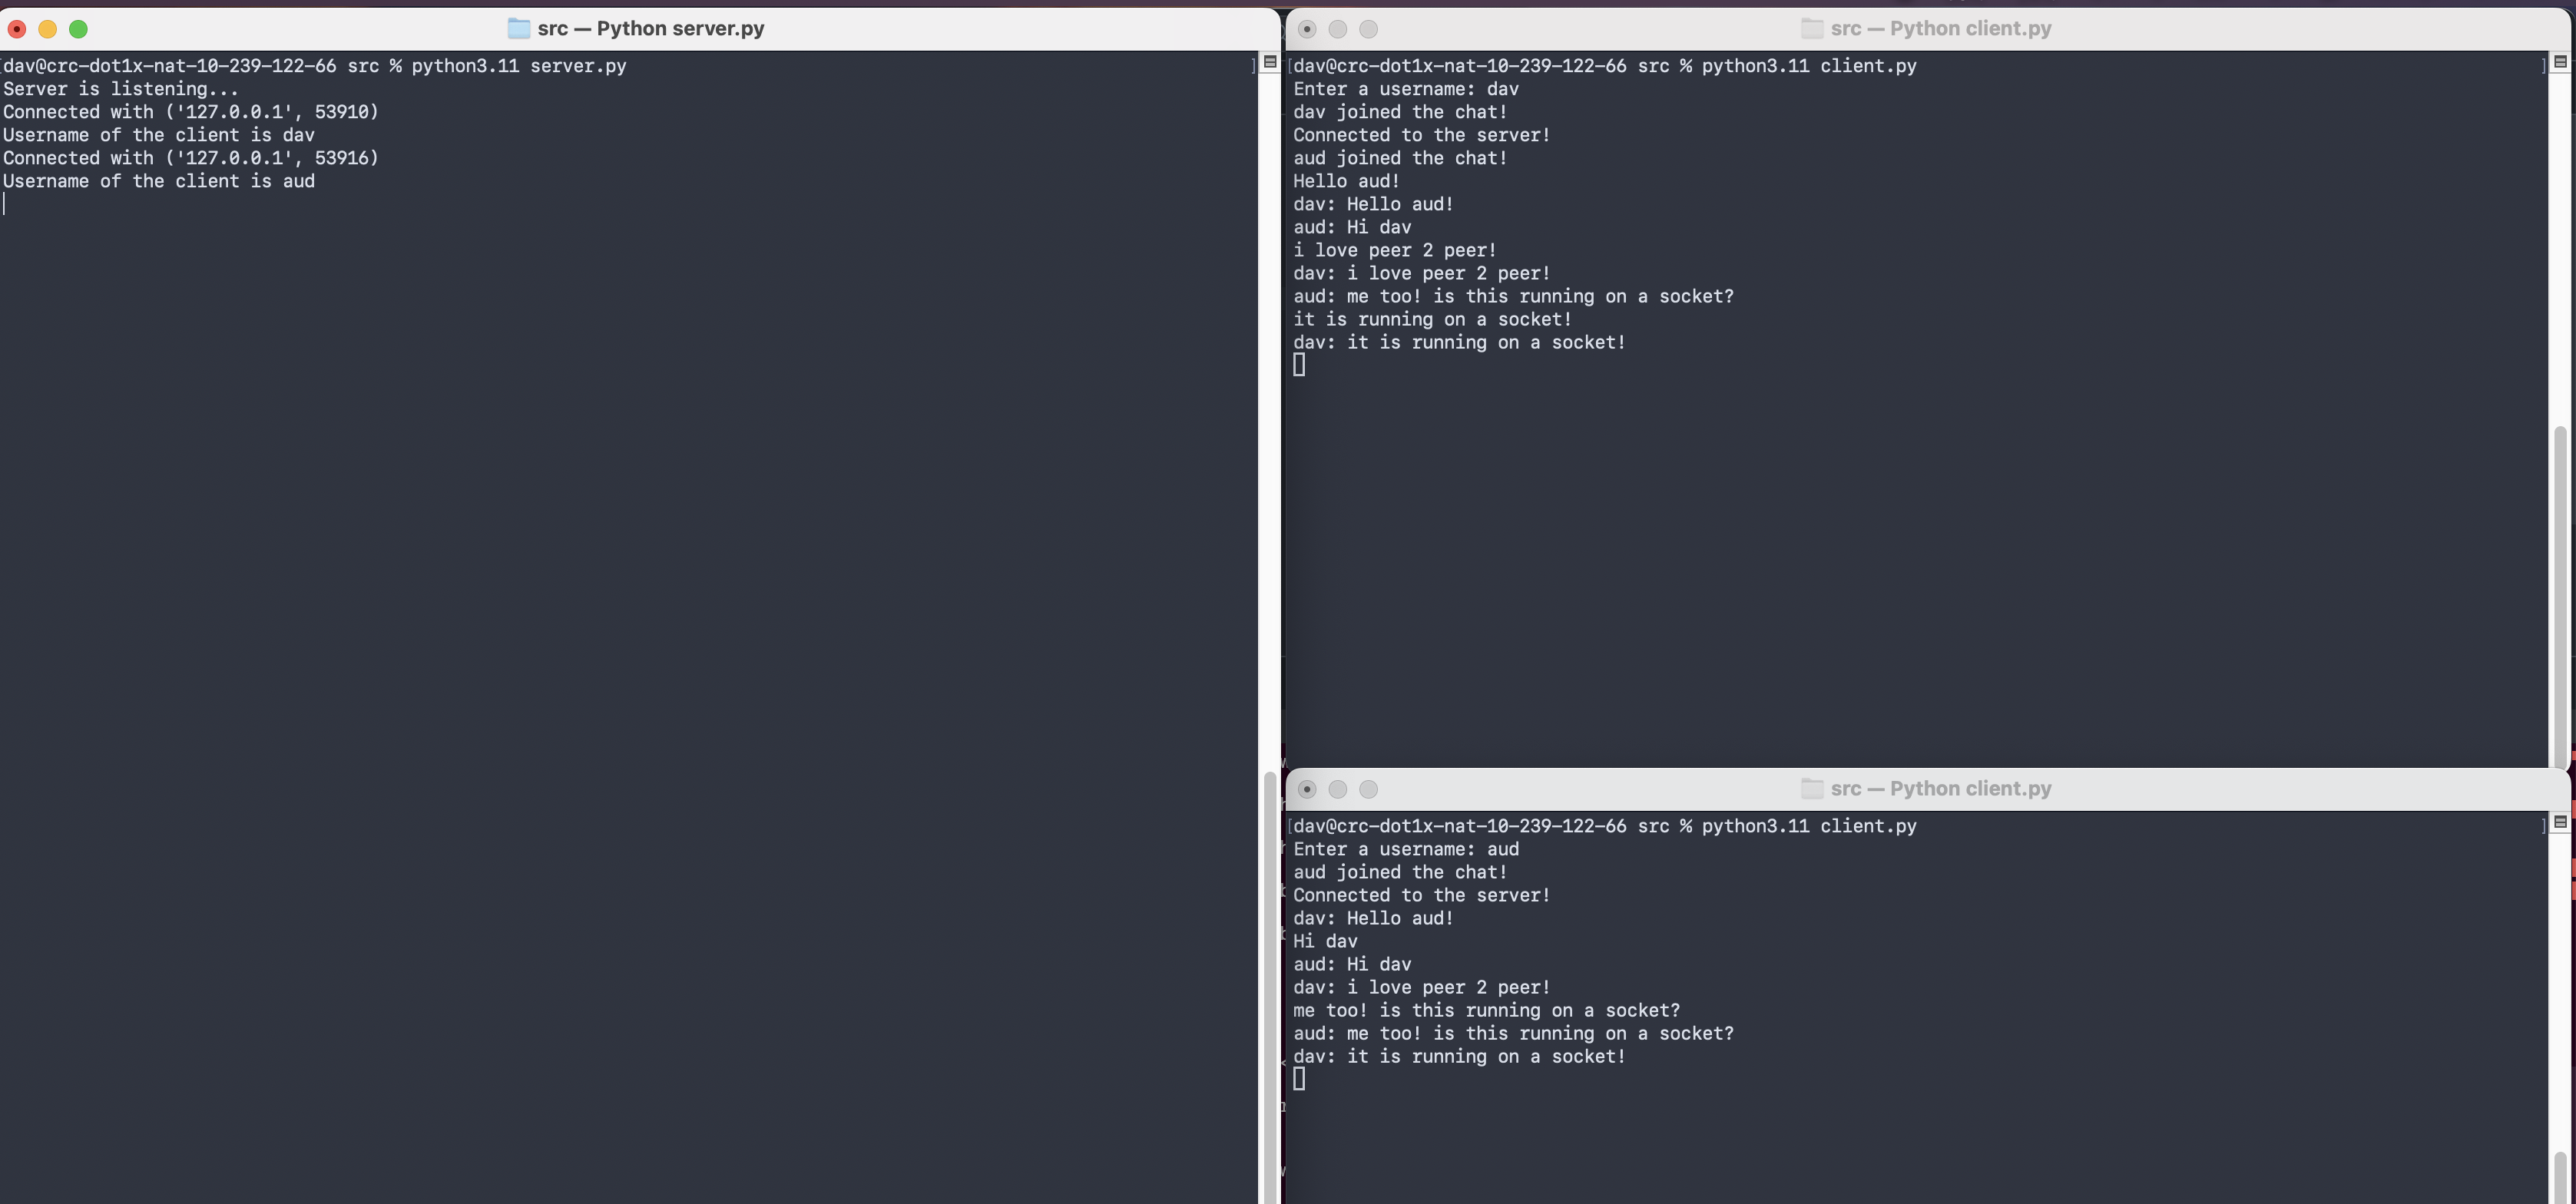 src — Python server.py
dav@crc-dot1x-nat-10-239-122-66 src % python3.11 server.py
Server is listening...
Connected with ('127.0.0.1', 53910)
Username of the client is dav
Connected with ('127.0.0.1', 53916)
Username of the client is aud
src — Python client.py
dav@crc-dot1x-nat-10-239-122-66 src % python3.11 client.py
Enter a username: dav
dav joined the chat!
Connected to the server!
aud joined the chat!
Hello aud!
dav: Hello aud!
aud: Hi dav
i love peer 2 peer!
dav: i love peer 2 peer!
aud: me too! is this running on a socket?
it is running on a socket!
dav: it is running on a socket!
src — Python client.py
dav@crc-dot1x-nat-10-239-122-66 src % python3.11 client.py
Enter a username: aud
aud joined the chat!
Connected to the server!
dav: Hello aud!
Hi dav
aud: Hi dav
dav: i love peer 2 peer!
me too! is this running on a socket?
aud: me too! is this running on a socket?
dav: it is running on a socket!